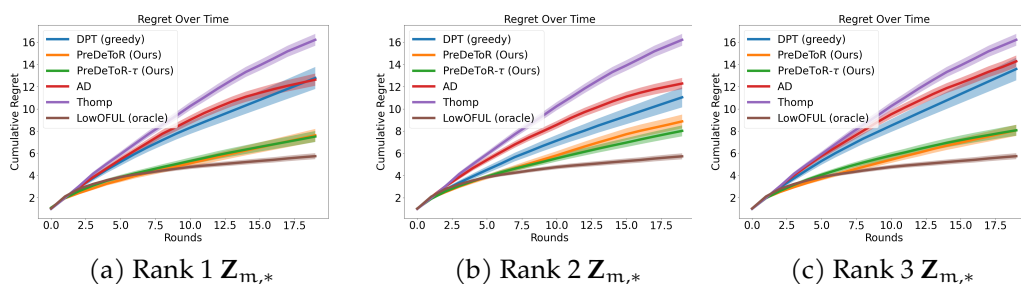 Regret Over Time
Cumulative Regret
16
14
12
10
8
6
4
2
DPT (greedy)
PreDeToR (Ours)
PreDeToR-τ (Ours)
AD
Thomp
LowOFUL (oracle)
0.0 2.5 5.0 7.5 10.0 12.5 15.0 17.5
Rounds
(a) Rank 1 Z_{m,*}
Regret Over Time
Cumulative Regret
16
14
12
10
8
6
4
2
DPT (greedy)
PreDeToR (Ours)
PreDeToR-τ (Ours)
AD
Thomp
LowOFUL (oracle)
0.0 2.5 5.0 7.5 10.0 12.5 15.0 17.5
Rounds
(b) Rank 2 Z_{m,*}
Regret Over Time
Cumulative Regret
16
14
12
10
8
6
4
2
DPT (greedy)
PreDeToR (Ours)
PreDeToR-τ (Ours)
AD
Thomp
LowOFUL (oracle)
0.0 2.5 5.0 7.5 10.0 12.5 15.0 17.5
Rounds
(c) Rank 3 Z_{m,*}